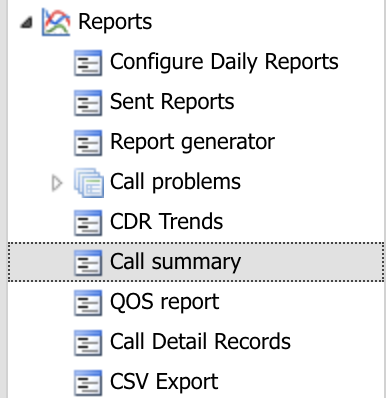 Reports
Configure Daily Reports
Sent Reports
Report generator
Call problems
CDR Trends
Call summary
QOS report
Call Detail Records
CSV Export